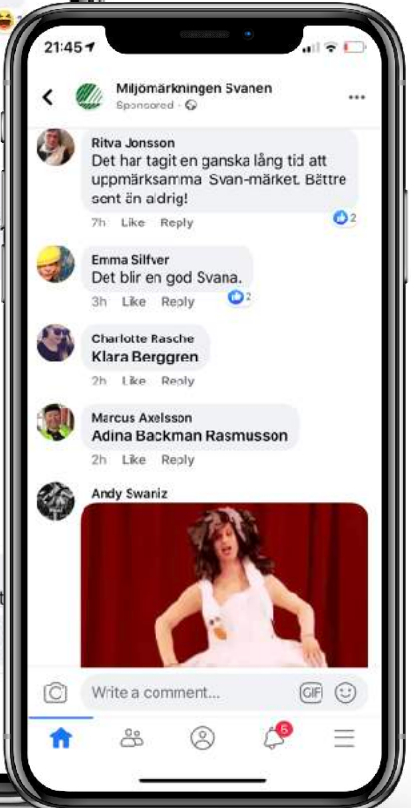 21:45
Miljömärkningen Svanen
Sponsored ·
Ritva Jonsson
Det har tagit en ganska lång tid att
uppmärksamma Svan-märket. Bättre
sent än aldrig!
7h Like Reply
2
Emma Silfver
Det blir en god Svana.
3h Like Reply
2
Charlotte Rasche
Klara Berggren
2h Like Reply
Marcus Axelsson
Adina Backman Rasmusson
2h Like Reply
Andy Swaniz
Write a comment...
GIF
5